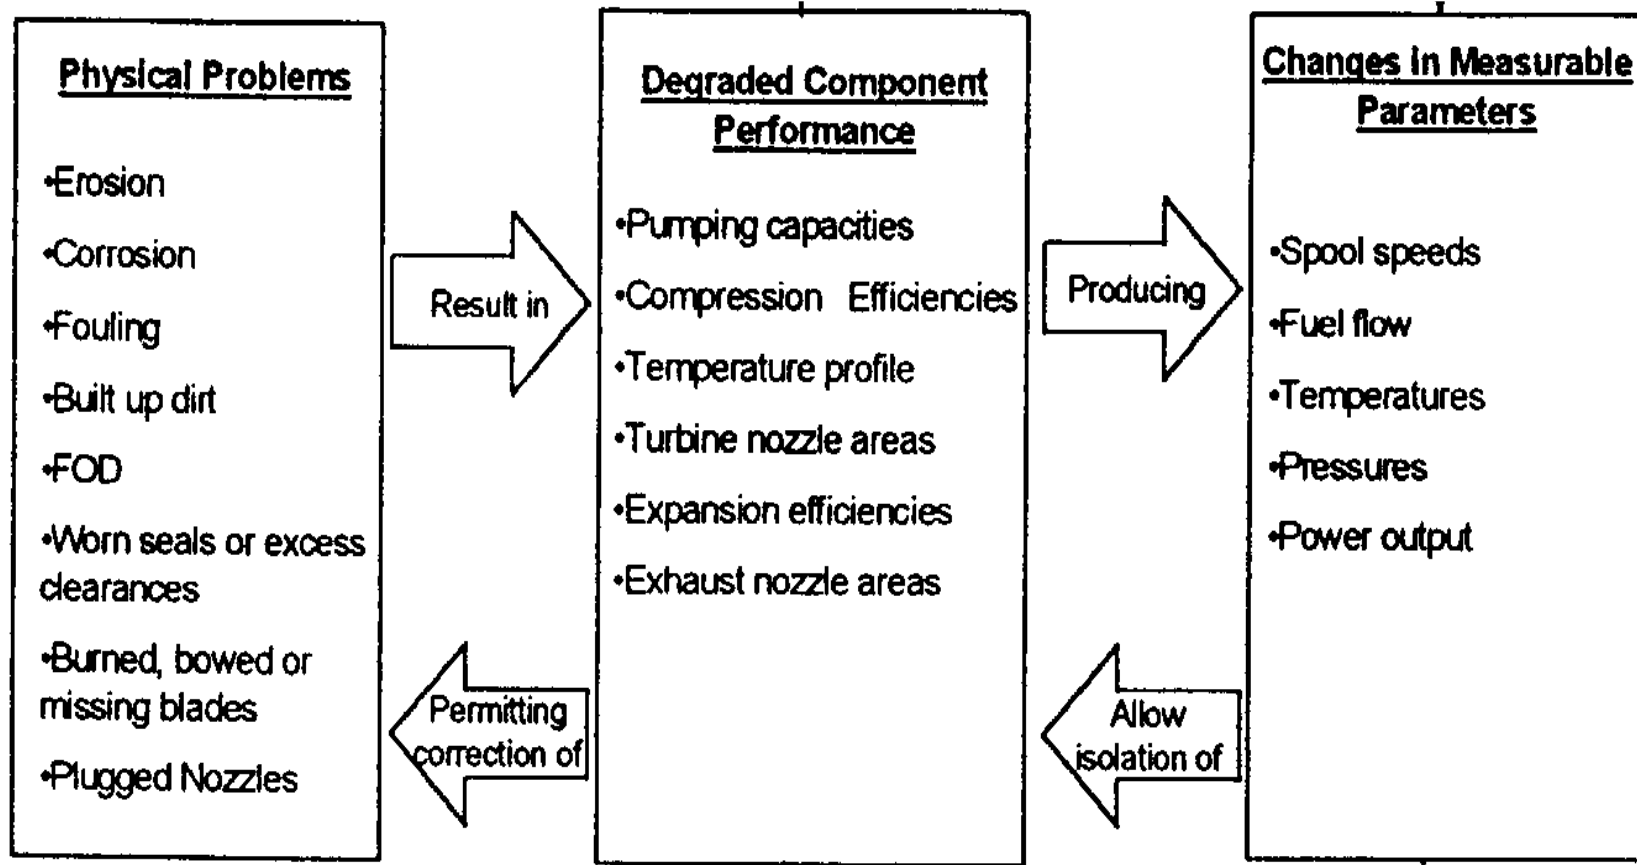 Physical Problems
•Erosion
•Corrosion
•Fouling
•Built up dirt
•FOD
•Worn seals or excess
clearances
•Burned, bowed or
missing blades
•Plugged Nozzles
Result in
Permitting
correction of
Degraded Component
Performance
•Pumping capacities
•Compression Efficiencies
•Temperature profile
•Turbine nozzle areas
•Expansion efficiencies
•Exhaust nozzle areas
Producing
Allow
isolation of
Changes in Measurable
Parameters
•Spool speeds
•Fuel flow
•Temperatures
•Pressures
•Power output